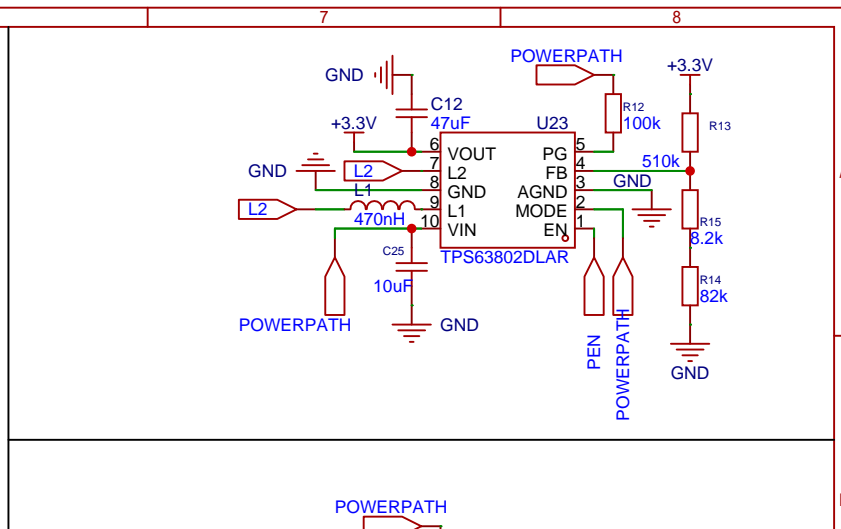 7
8
POWERPATH
+3.3V
GND
C12
47uF
R12
100k
R13
+3.3V
U23
510k
6
VOUT
PG
5
GND
L2
7
L2
FB
4
GND
8
GND
AGND
3
L1
L2
470nH
9
L1
MODE
2
R15
8.2k
10
VIN
EN
1
C25
10uF
TPS63802DLAR
R14
82k
POWERPATH
GND
PEN
POWERPATH
GND
POWERPATH